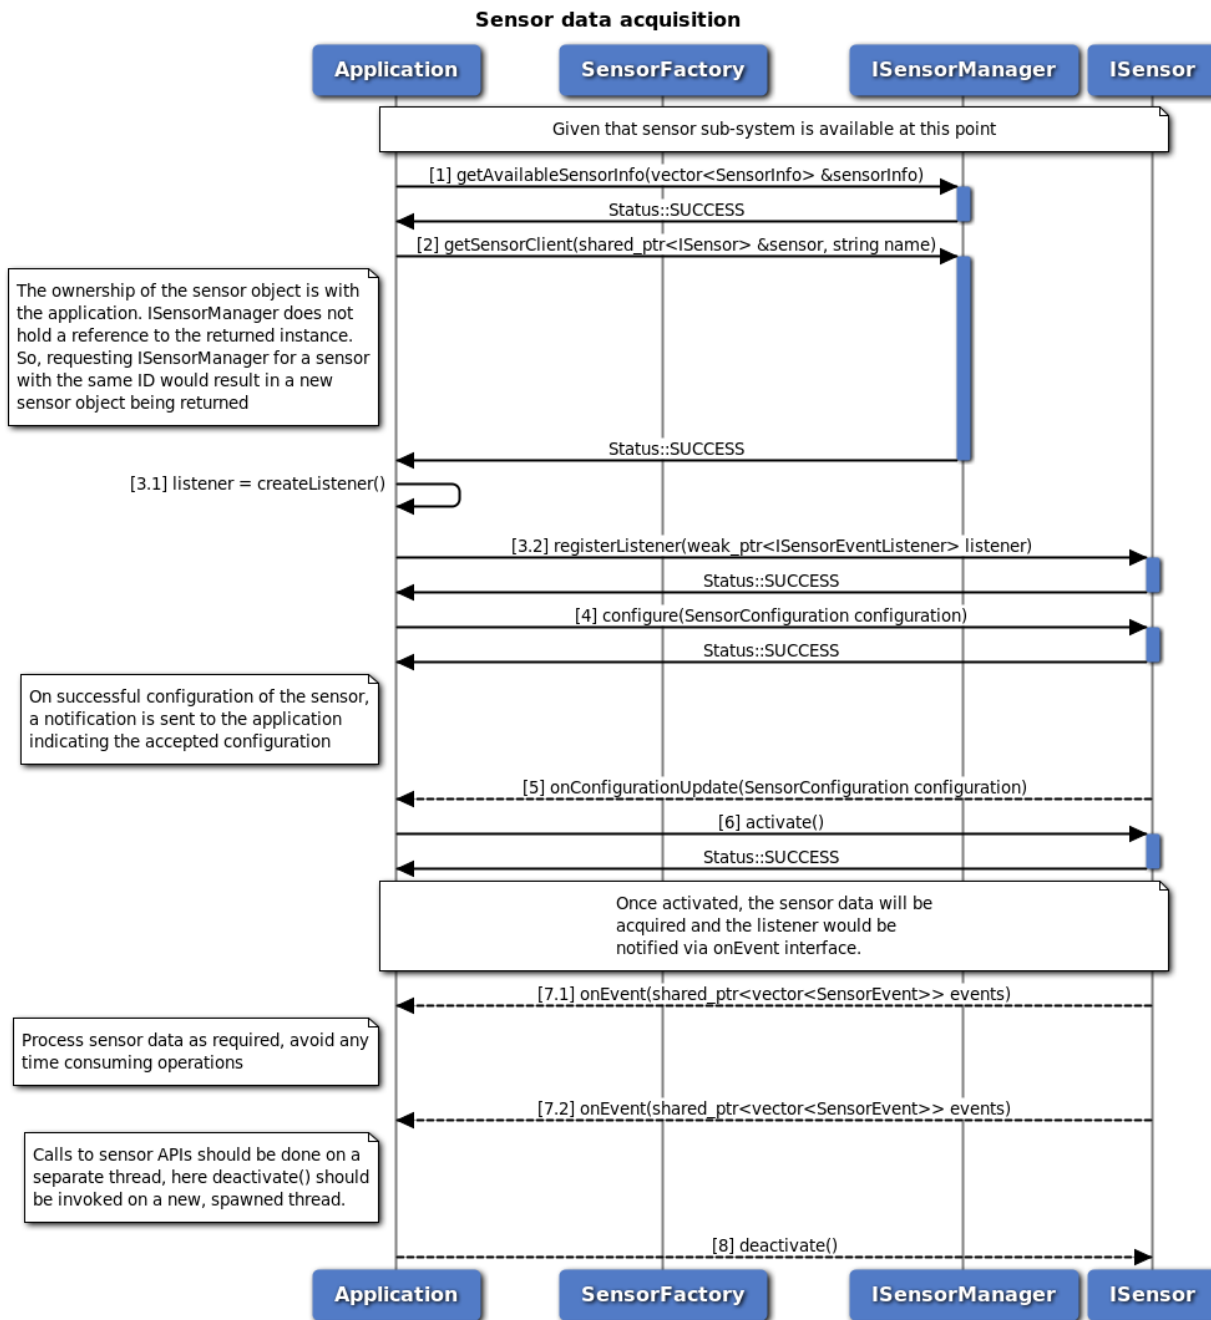 Sensor data acquisition
Application
SensorFactory
ISensorManager
ISensor
Given that sensor sub-system is available at this point
[1] getAvailableSensorInfo(vector<SensorInfo> &sensorInfo)
Status::SUCCESS
[2] getSensorClient(shared_ptr<ISensor> &sensor, string name)
The ownership of the sensor object is with
the application. ISensorManager does not
hold a reference to the returned instance.
So, requesting ISensorManager for a sensor
with the same ID would result in a new
sensor object being returned
Status::SUCCESS
[3.1] listener = createListener()
[3.2] registerListener(weak_ptr<ISensorEventListener> listener)
Status::SUCCESS
[4] configure(SensorConfiguration configuration)
Status::SUCCESS
On successful configuration of the sensor,
a notification is sent to the application
indicating the accepted configuration
[5] onConfigurationUpdate(SensorConfiguration configuration)
[6] activate()
Status::SUCCESS
Once activated, the sensor data will be
acquired and the listener would be
notified via onEvent interface.
[7.1] onEvent(shared_ptr<vector<SensorEvent>> events)
Process sensor data as required, avoid any
time consuming operations
[7.2] onEvent(shared_ptr<vector<SensorEvent>> events)
Calls to sensor APIs should be done on a
separate thread, here deactivate() should
be invoked on a new, spawned thread.
[8] deactivate()
Application
SensorFactory
ISensorManager
ISensor